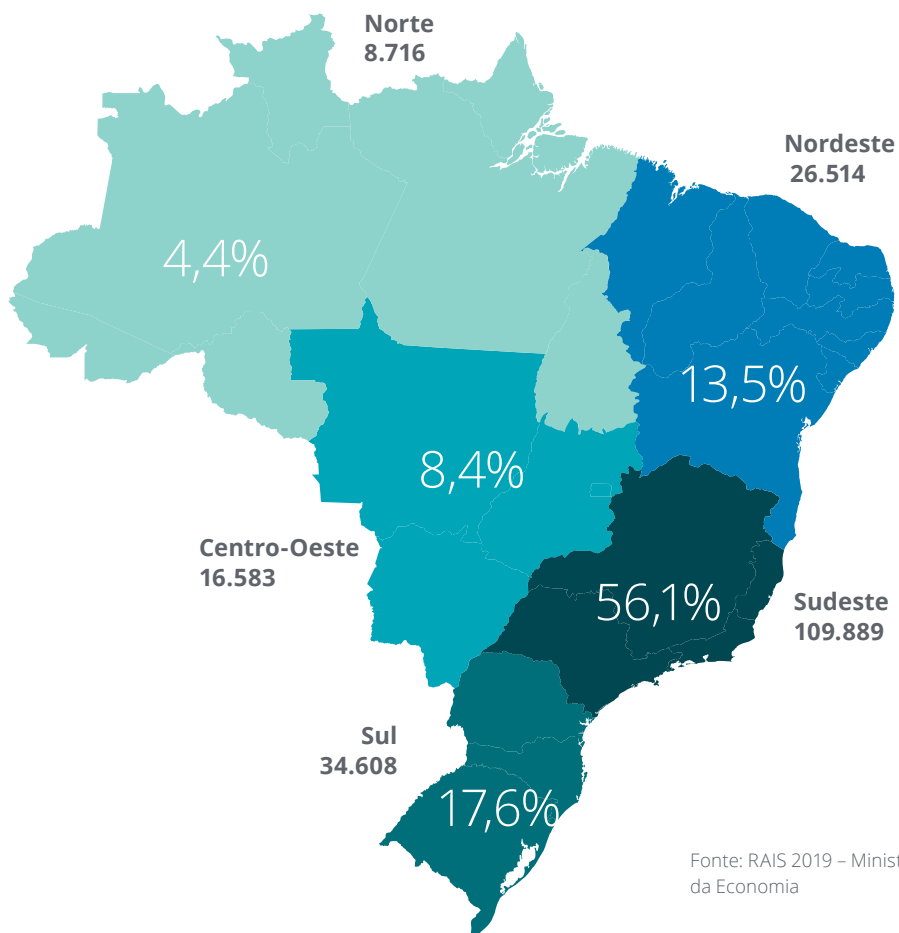 Norte
8.716
Nordeste
26.514
4,4%
13,5%
8,4%
Centro-Oeste
16.583
56,1%
Sudeste
109.889
Sul
34.608
17,6%
Fonte: RAIS 2019 – Minist
da Economia